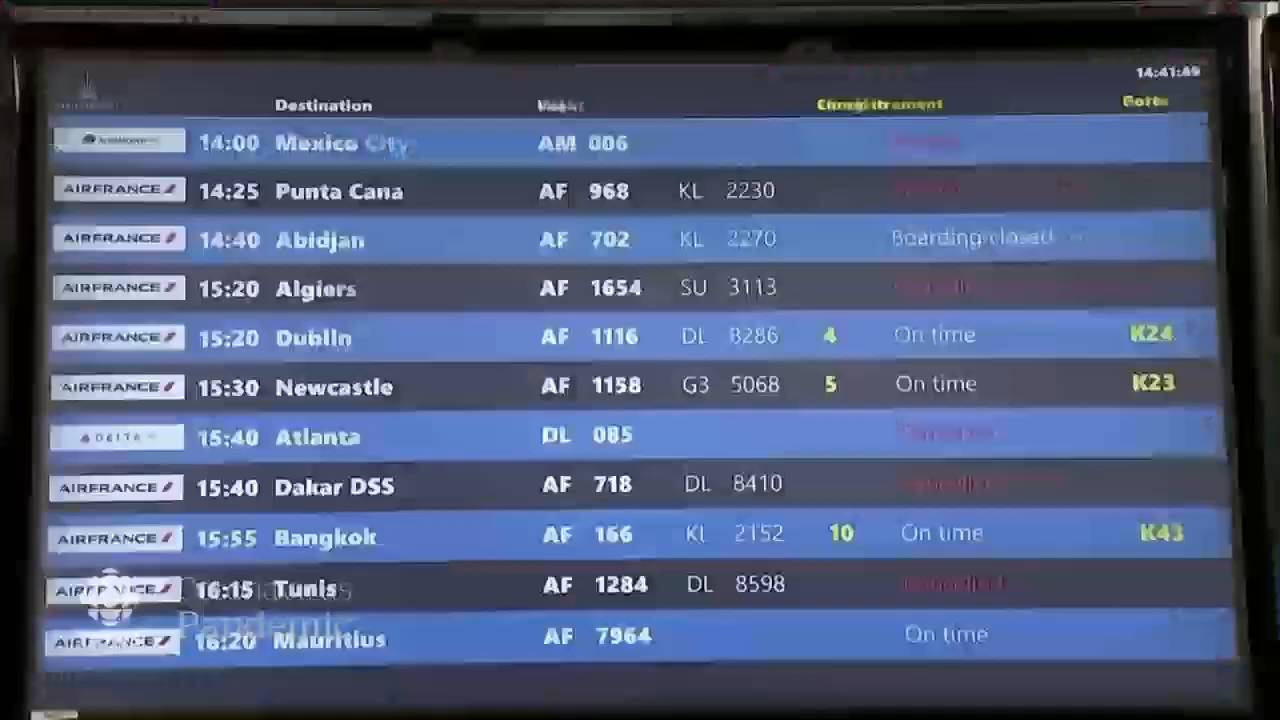 14:41:49
Destination
14:00 Mexico City AM 006
AIRFRANCE 14:25 Punta Cana AF 968 KL 2230
AIRFRANCE 14:40 Abidjan AF 702 KL 2270 Boarding closed
AIRFRANCE 15:20 Algiers AF 1654 SU 3113
AIRFRANCE 15:20 Dublin AF 1116 DL 8286 4 On time K24
AIRFRANCE 15:30 Newcastle AF 1158 G3 5068 5 On time K23
DELTA 15:40 Atlanta DL 085
AIRFRANCE 15:40 Dakar DSS AF 718 DL 8410
AIRFRANCE 15:55 Bangkok AF 166 KL 2152 10 On time K43
AIRFRANCE 16:15 Tunis AF 1284 DL 8598 Cancelled
AIRFRANCE 16:20 Mauritius AF 7964 On time
Pandemic